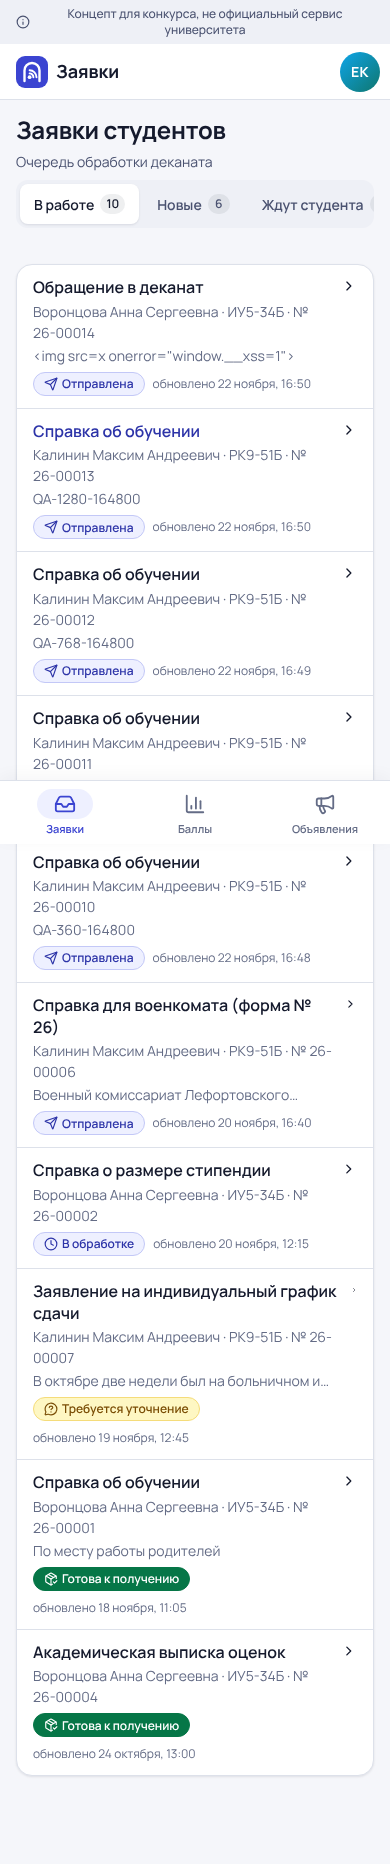 Концепт для конкурса, не официальный сервис
университета
Заявки
ЕК
Заявки студентов
Очередь обработки деканата
В работе 10
Новые 6
Ждут студента
Обращение в деканат
Воронцова Анна Сергеевна · ИУ5-34Б · №
26-00014
<img src=x onerror="window.__xss=1">
Отправлена обновлено 22 ноября, 16:50
Справка об обучении
Калинин Максим Андреевич · РК9-51Б · №
26-00013
QA-1280-164800
Отправлена обновлено 22 ноября, 16:50
Справка об обучении
Калинин Максим Андреевич · РК9-51Б · №
26-00012
QA-768-164800
Отправлена обновлено 22 ноября, 16:49
Справка об обучении
Калинин Максим Андреевич · РК9-51Б · №
26-00011
Заявки
Баллы
Объявления
Справка об обучении
Калинин Максим Андреевич · РК9-51Б · №
26-00010
QA-360-164800
Отправлена обновлено 22 ноября, 16:48
Справка для военкомата (форма №
26)
Калинин Максим Андреевич · РК9-51Б · № 26-
00006
Военный комиссариат Лефортовского…
Отправлена обновлено 20 ноября, 16:40
Справка о размере стипендии
Воронцова Анна Сергеевна · ИУ5-34Б · №
26-00002
В обработке обновлено 20 ноября, 12:15
Заявление на индивидуальный график
сдачи
Калинин Максим Андреевич · РК9-51Б · № 26-
00007
В октябре две недели был на больничном и…
Требуется уточнение
обновлено 19 ноября, 12:45
Справка об обучении
Воронцова Анна Сергеевна · ИУ5-34Б · №
26-00001
По месту работы родителей
Готова к получению
обновлено 18 ноября, 11:05
Академическая выписка оценок
Воронцова Анна Сергеевна · ИУ5-34Б · №
26-00004
Готова к получению
обновлено 24 октября, 13:00